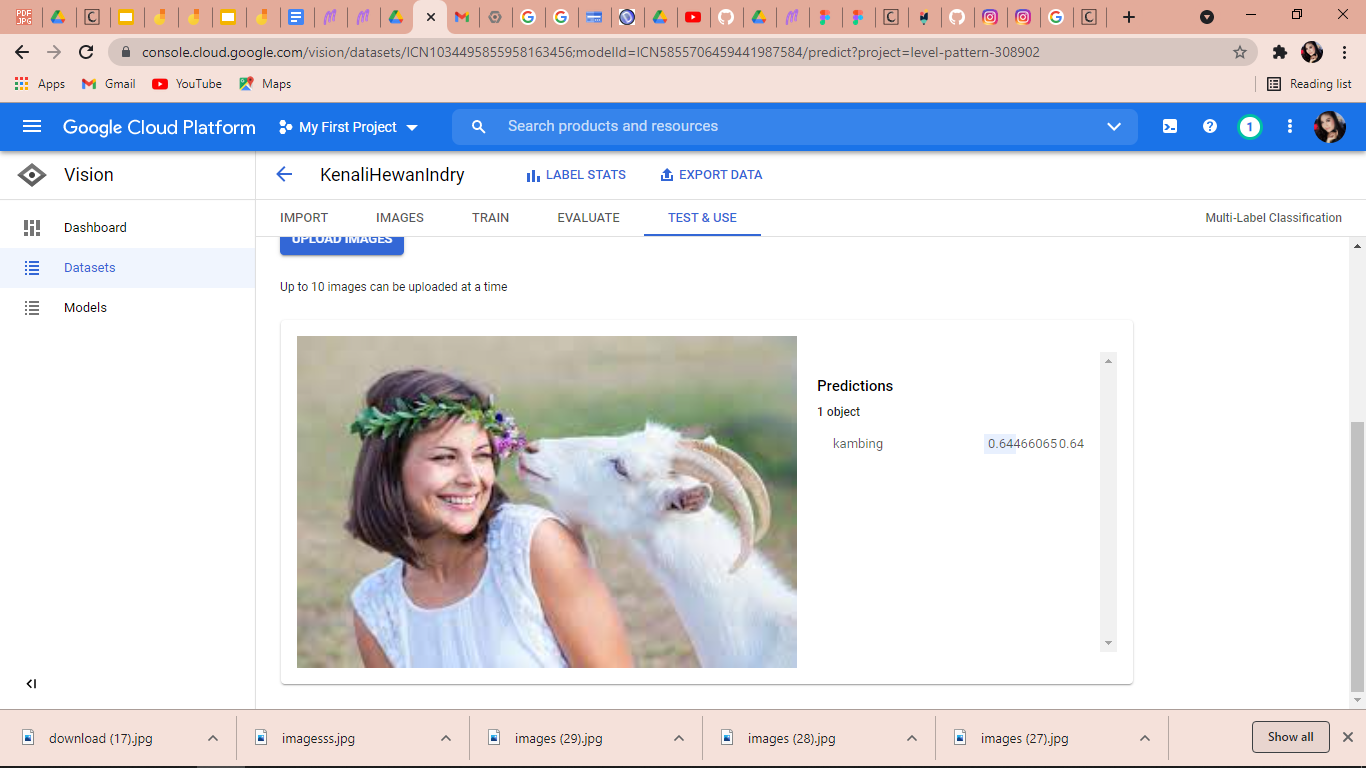 console.cloud.google.com/vision/datasets/ICN1034495855958163456;modelId=ICN5855706459441987584/predict?project=level-pattern-308902
Apps Gmail YouTube Maps Reading list
Google Cloud Platform My First Project Search products and resources 1
Vision KenaliHewanIndry LABEL STATS EXPORT DATA
IMPORT IMAGES TRAIN EVALUATE TEST & USE Multi-Label Classification
Dashboard
Datasets
Models
UPLOAD IMAGES
Up to 10 images can be uploaded at a time
Predictions
1 object
kambing 0.64466065 0.64
download (17).jpg imagesss.jpg images (29).jpg images (28).jpg images (27).jpg Show all